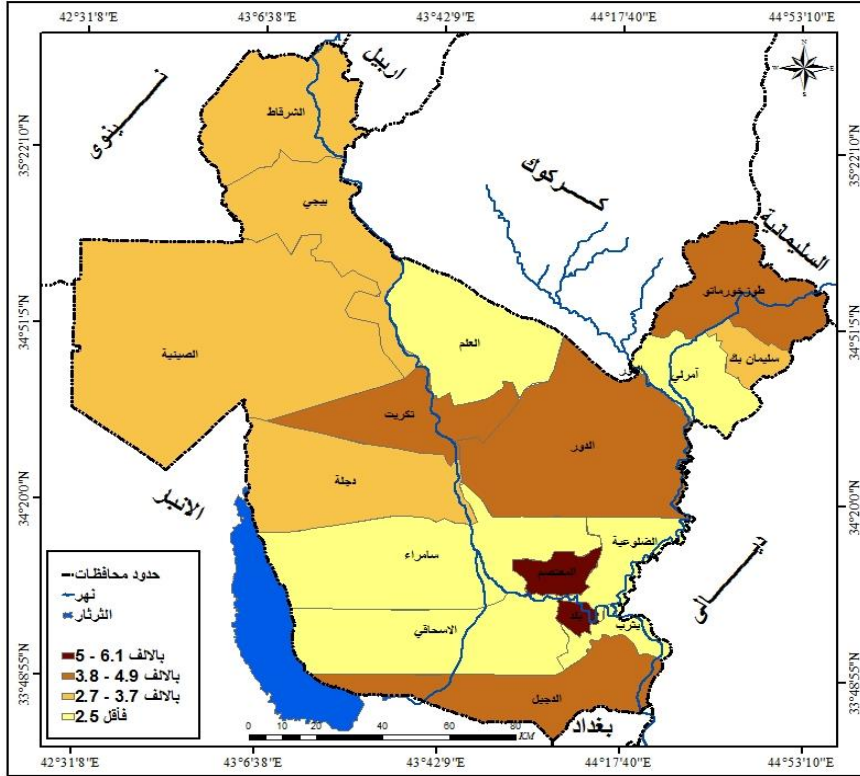 42°31'8"E 43°6'38"E 43°42'9"E 44°17'40"E 44°53'10"E
N
اربيل
نينوى
الشرقاط
35°22'10"N 35°22'10"N
كركوك
بيجي
السليمانية
طوزخورماتو
34°51'5"N 34°51'5"N
العلم
الصينية
سليمان بك
آمرلي
تكريت
الدور
دجلة
34°20'0"N 34°20'0"N
الانبار
الضلوعية
سامراء
المعتصم
ديالى
يثرب
الاسحاقي
33°48'55"N 33°48'55"N
الدجيل
بغداد
حدود محافظات
نهر
الثرثار
5 - 6.1 بالالف
3.8 - 4.9 بالالف
2.7 - 3.7 بالالف
2.5 فأقل
0 10 20 40 60 80
KM
42°31'8"E 43°6'38"E 43°42'9"E 44°17'40"E 44°53'10"E